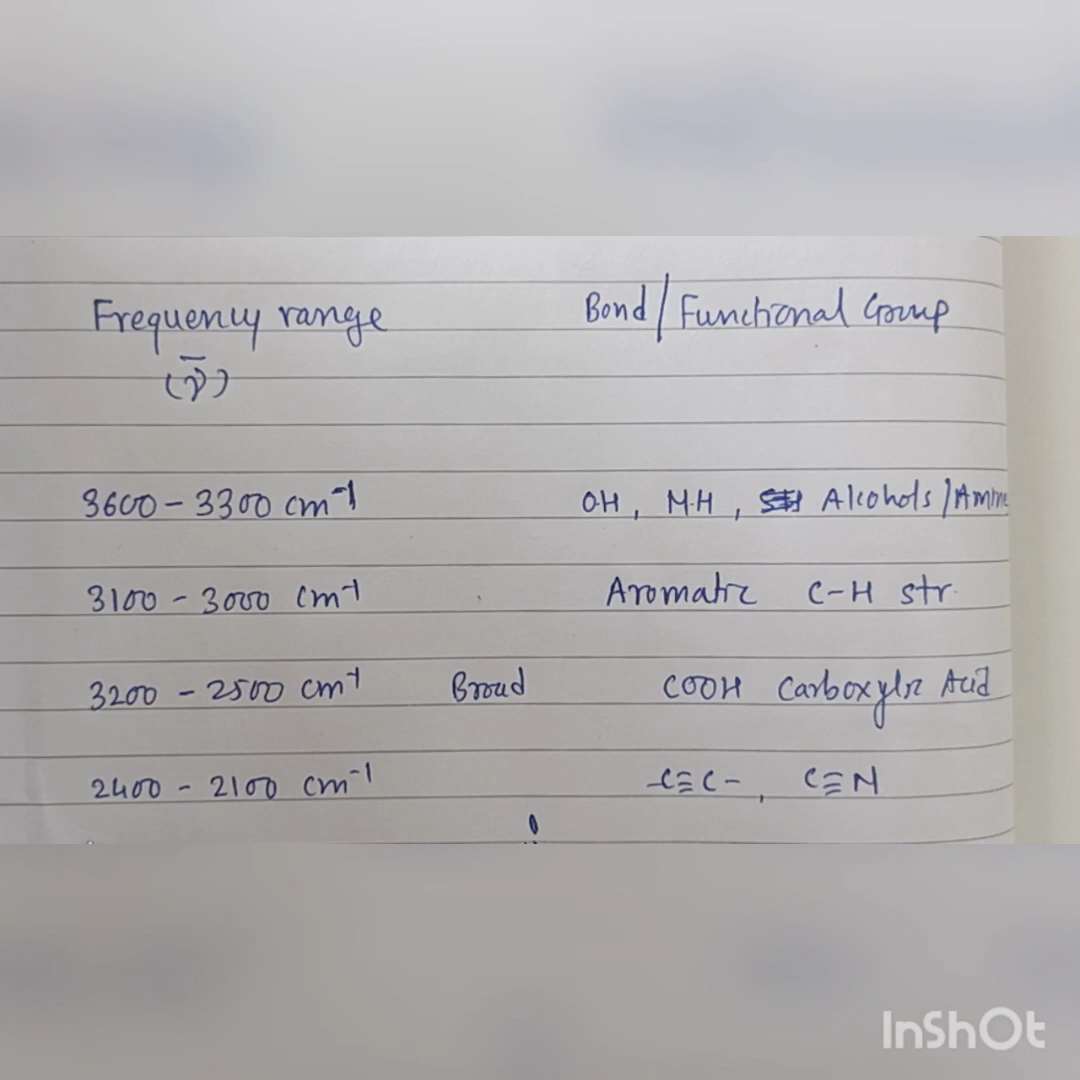 Frequency range Bond/Functional Group
(ν̅)
3600 - 3300 cm⁻¹ OH, N-H, Alcohols/Amine
3100 - 3000 cm⁻¹ Aromatic C-H str.
3200 - 2500 cm⁻¹ Broad COOH Carboxylic Acid
2400 - 2100 cm⁻¹ -C≡C-, C≡N
InShOt